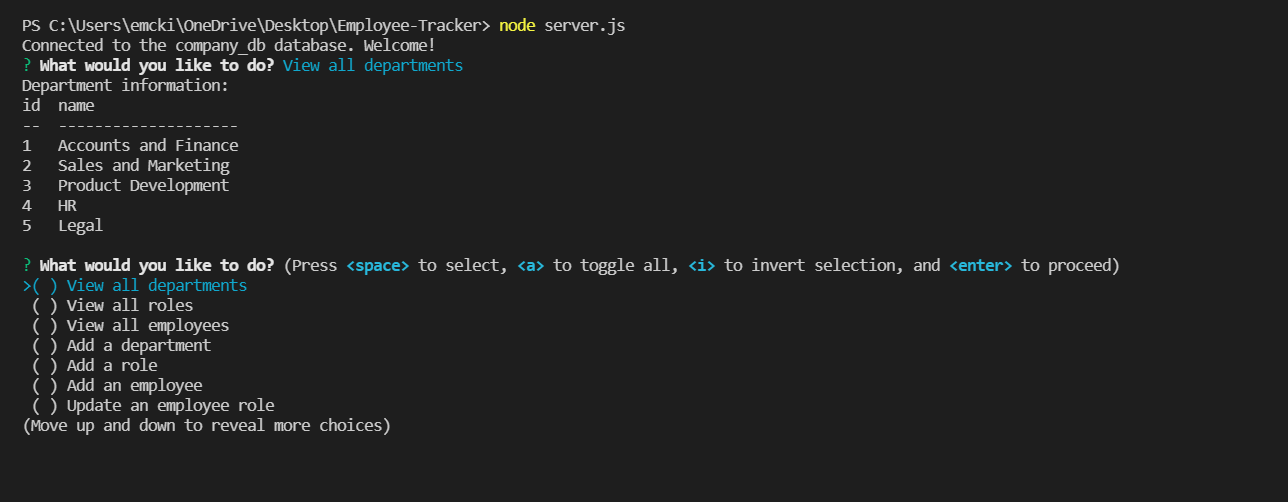 PS C:\Users\emcki\OneDrive\Desktop\Employee-Tracker> node server.js
Connected to the company_db database. Welcome!
? What would you like to do? View all departments
Department information:
id  name
--  --------------------
1   Accounts and Finance
2   Sales and Marketing
3   Product Development
4   HR
5   Legal
? What would you like to do? (Press <space> to select, <a> to toggle all, <i> to invert selection, and <enter> to proceed)
>( ) View all departments
 ( ) View all roles
 ( ) View all employees
 ( ) Add a department
 ( ) Add a role
 ( ) Add an employee
 ( ) Update an employee role
(Move up and down to reveal more choices)